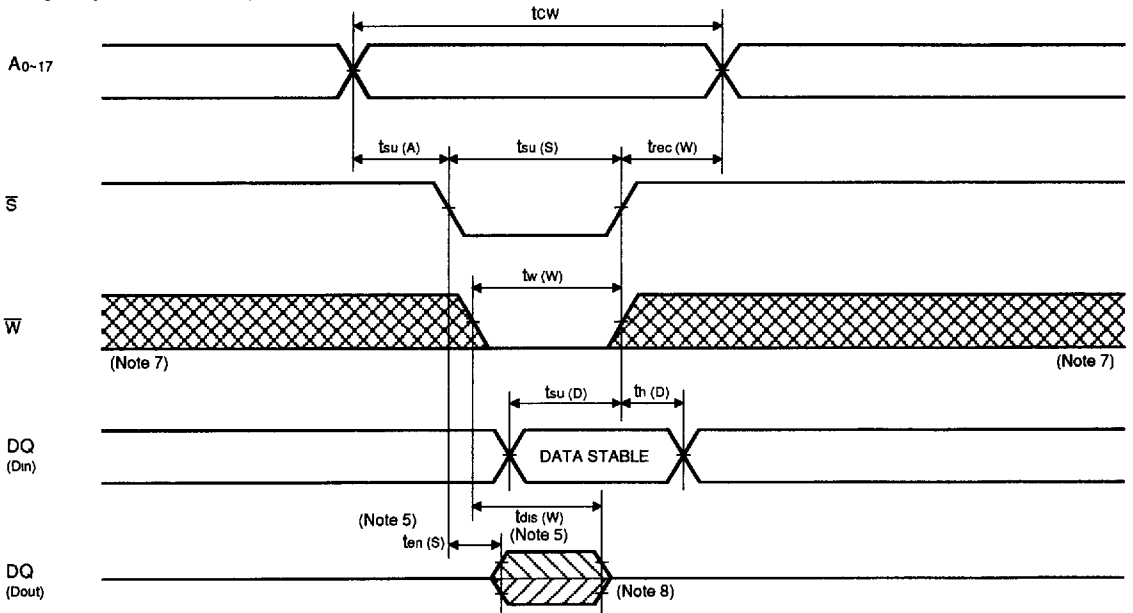 tCW
A0~17
tsu (A)
tsu (S)
trec (W)
S̅
tw (W)
W̅
(Note 7)
(Note 7)
tsu (D)
th (D)
DQ
(Din)
DATA STABLE
tdis (W)
(Note 5)
(Note 5)
ten (S)
DQ
(Dout)
(Note 8)